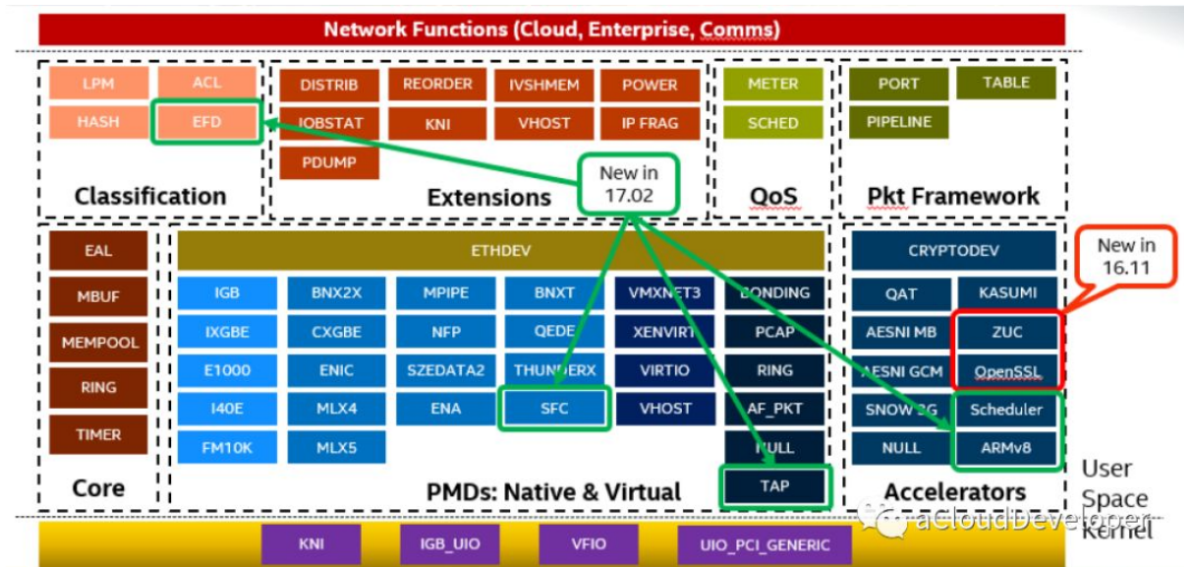 Network Functions (Cloud, Enterprise, Comms)
LPM
ACL
HASH
EFD
Classification
DISTRIB
REORDER
IVSHMEM
POWER
IOBSTAT
KNI
VHOST
IP FRAG
PDUMP
Extensions
New in
17.02
METER
SCHED
QoS
PORT
TABLE
PIPELINE
Pkt Framework
EAL
MBUF
MEMPOOL
RING
TIMER
Core
ETHDEV
IGB
BNX2X
MPIPE
BNXT
VMXNET3
BONDING
IXGBE
CXGBE
NFP
QEDE
XENVIRT
PCAP
E1000
ENIC
SZEDATA2
THUNDERX
VIRTIO
RING
I40E
MLX4
ENA
SFC
VHOST
AF_PKT
FM10K
MLX5
NULL
TAP
PMDs: Native & Virtual
CRYPTODEV
QAT
KASUMI
AESNI MB
ZUC
AESNI GCM
OpenSSL
SNOW 3G
Scheduler
NULL
ARMv8
Accelerators
New in
16.11
User
Space
Kernel
aCloudDeveloper
KNI
IGB_UIO
VFIO
UIO_PCI_GENERIC